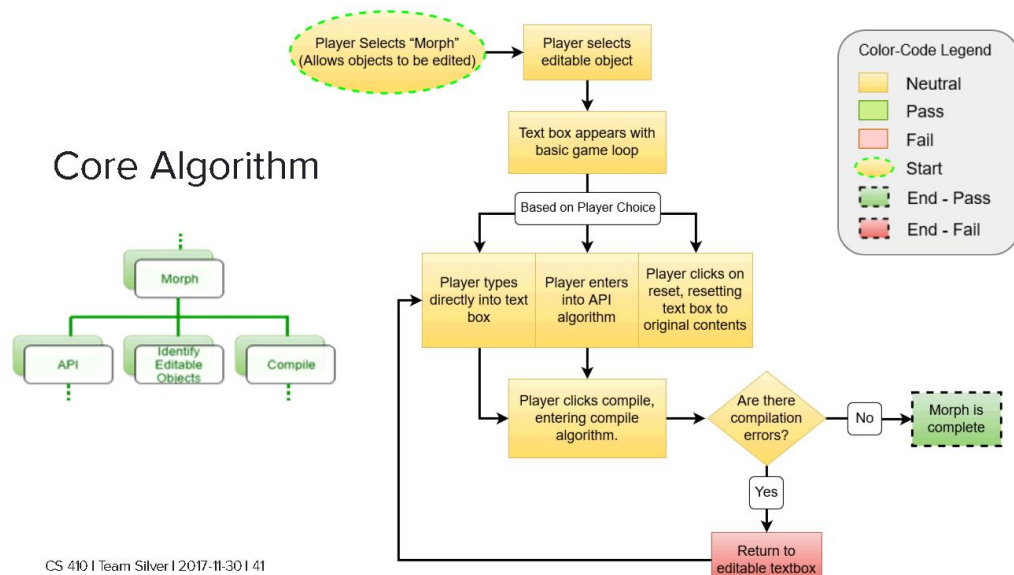 Core Algorithm
Morph
API
Identify
Editable
Objects
Compile
Player Selects “Morph”
(Allows objects to be edited)
Player selects
editable object
Text box appears with
basic game loop
Based on Player Choice
Player types
directly into text
box
Player enters
into API
algorithm
Player clicks on
reset, resetting
text box to
original contents
Player clicks compile,
entering compile
algorithm.
Are there
compilation
errors?
No
Morph is
complete
Yes
Return to
editable textbox
Color-Code Legend
Neutral
Pass
Fail
Start
End - Pass
End - Fail
CS 410 | Team Silver | 2017-11-30 | 41